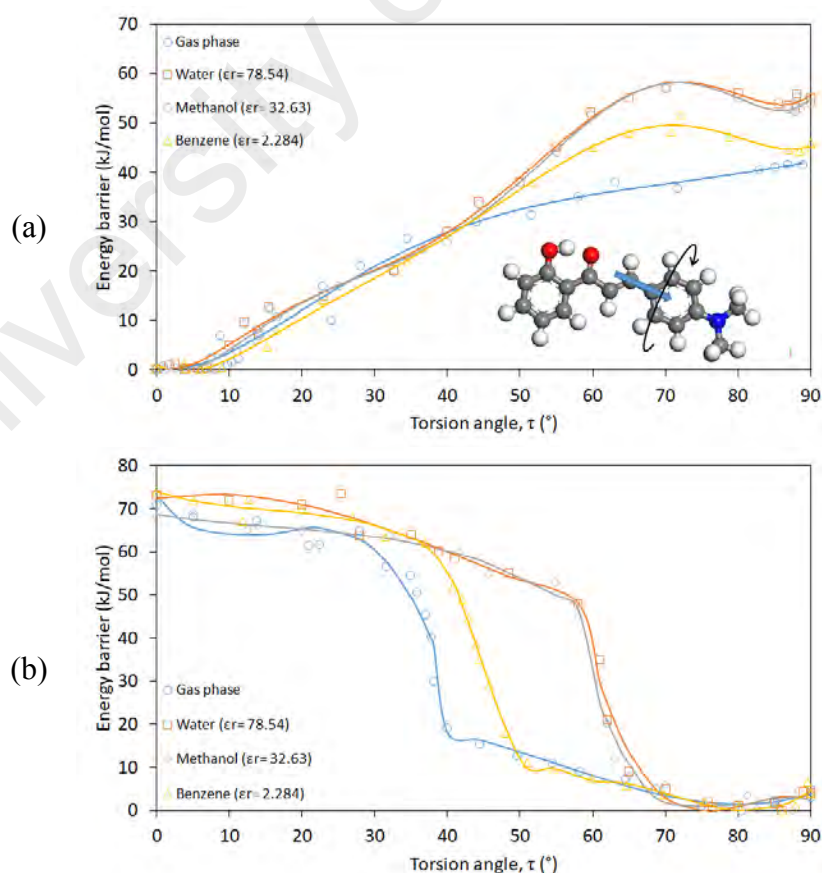 University of
(a)
Energy barrier (kJ/mol)
70
60
50
40
30
20
10
0
Gas phase
Water (εr= 78.54)
Methanol (εr= 32.63)
Benzene (εr= 2.284)
0 10 20 30 40 50 60 70 80 90
Torsion angle, τ (°)
(b)
Energy barrier (kJ/mol)
80
70
60
50
40
30
20
10
0
Gas phase
Water (εr= 78.54)
Methanol (εr= 32.63)
Benzene (εr= 2.284)
0 10 20 30 40 50 60 70 80 90
Torsion angle, τ (°)